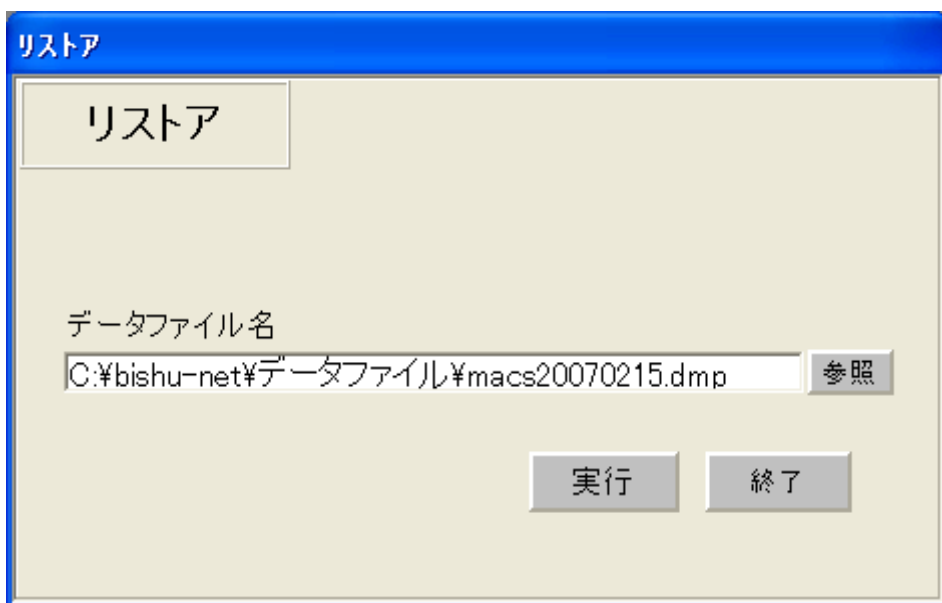 リストア
リストア
データファイル名
C:¥bishu-net¥データファイル¥macs20070215.dmp 参照
実行 終了